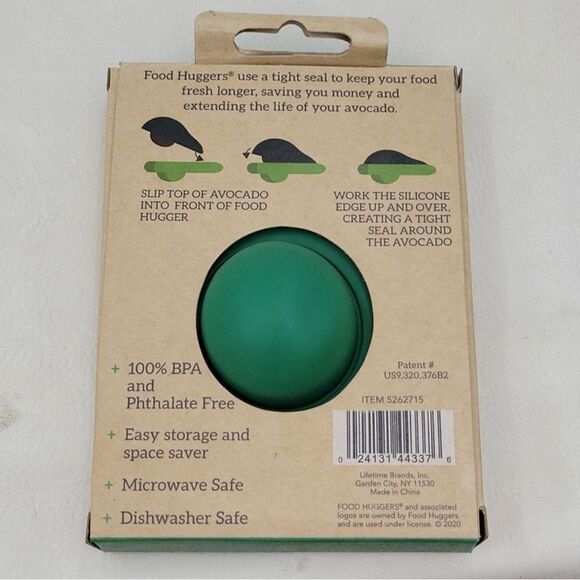 Food Huggers® use a tight seal to keep your food
fresh longer, saving you money and
extending the life of your avocado.
SLIP TOP OF AVOCADO
INTO FRONT OF FOOD
HUGGER
WORK THE SILICONE
EDGE UP AND OVER,
CREATING A TIGHT
SEAL AROUND
THE AVOCADO
+ 100% BPA
and
Phthalate Free
+ Easy storage and
space saver
+ Microwave Safe
+ Dishwasher Safe
Patent #
US9,320,376B2
ITEM 5262715
0 24131 44337 6
Lifetime Brands, Inc.
Garden City, NY 11530
Made in China
FOOD HUGGERS® and associated
logos are owned by Food Huggers
and are used under license. © 2020